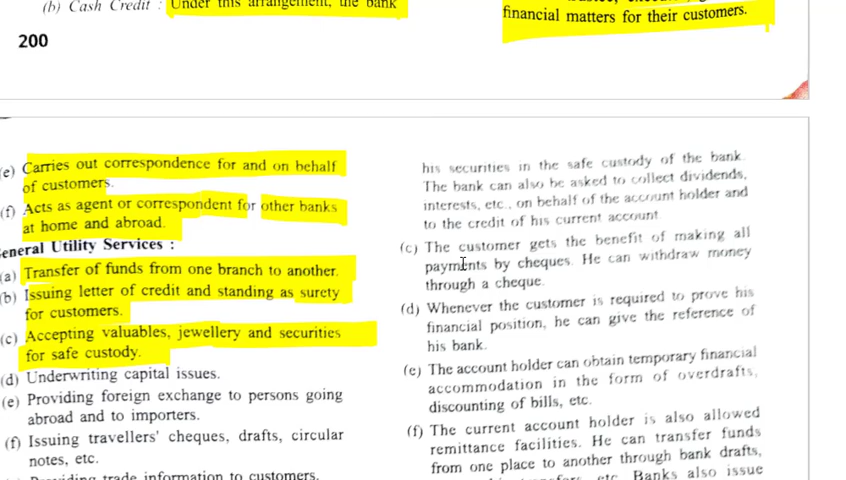 (b) Cash Credit : Under this arrangement, the bank
financial matters for their customers.
200
(e) Carries out correspondence for and on behalf
of customers.
(f) Acts as agent or correspondent for other banks
at home and abroad.
General Utility Services :
(a) Transfer of funds from one branch to another.
(b) Issuing letter of credit and standing as surety
for customers.
(c) Accepting valuables, jewellery and securities
for safe custody.
(d) Underwriting capital issues.
(e) Providing foreign exchange to persons going
abroad and to importers.
(f) Issuing travellers' cheques, drafts, circular
notes, etc.
trade information to customers.
his securities in the safe custody of the bank.
The bank can also be asked to collect dividends,
interests, etc., on behalf of the account holder and
to the credit of his current account.
(c) The customer gets the benefit of making all
payments by cheques. He can withdraw money
through a cheque.
(d) Whenever the customer is required to prove his
financial position, he can give the reference of
his bank.
(e) The account holder can obtain temporary financial
accommodation in the form of overdrafts,
discounting of bills, etc.
(f) The current account holder is also allowed
remittance facilities. He can transfer funds
from one place to another through bank drafts,
etc. Banks also issue